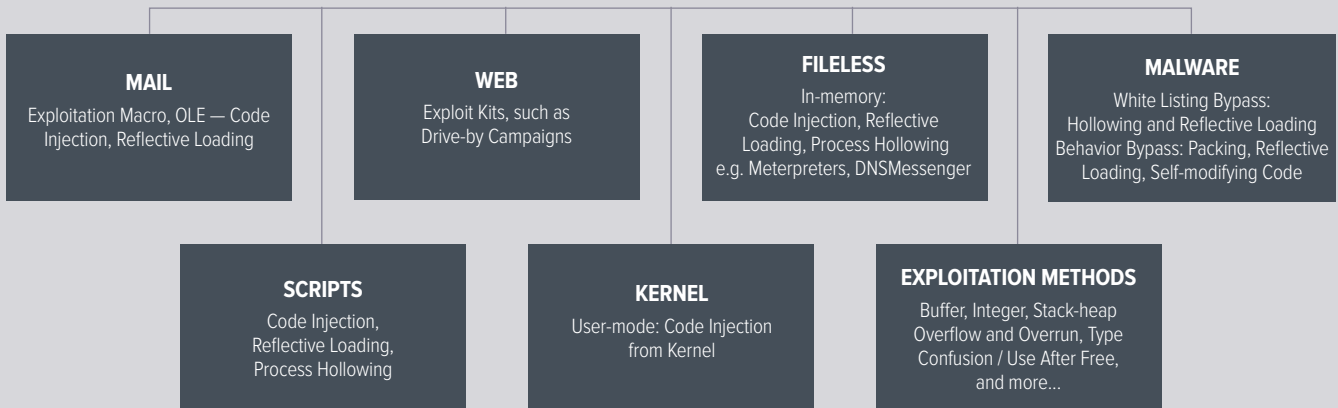 MAIL
Exploitation Macro, OLE — Code
Injection, Reflective Loading
WEB
Exploit Kits, such as
Drive-by Campaigns
FILELESS
In-memory:
Code Injection, Reflective
Loading, Process Hollowing
e.g. Meterpreters, DNSMessenger
MALWARE
White Listing Bypass:
Hollowing and Reflective Loading
Behavior Bypass: Packing, Reflective
Loading, Self-modifying Code
SCRIPTS
Code Injection,
Reflective Loading,
Process Hollowing
KERNEL
User-mode: Code Injection
from Kernel
EXPLOITATION METHODS
Buffer, Integer, Stack-heap
Overflow and Overrun, Type
Confusion / Use After Free,
and more...